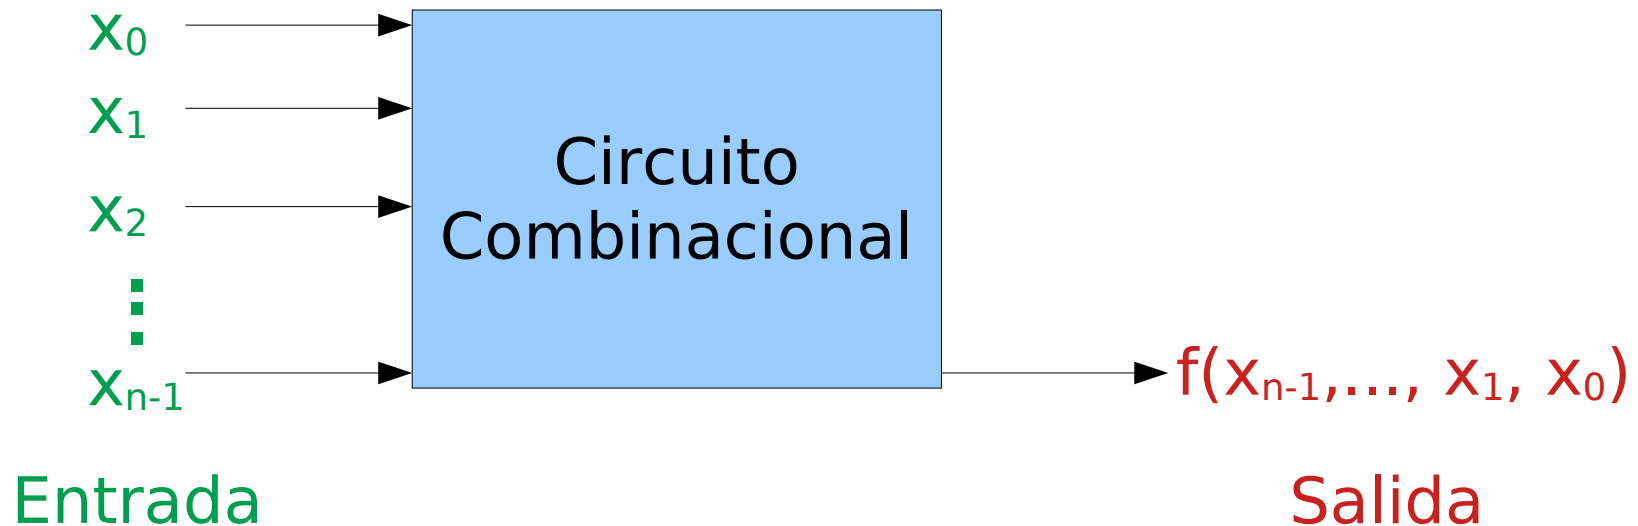 x₀
x₁
x₂
⋮
xₙ₋₁
Circuito
Combinacional
f(xₙ₋₁,..., x₁, x₀)
Entrada
Salida